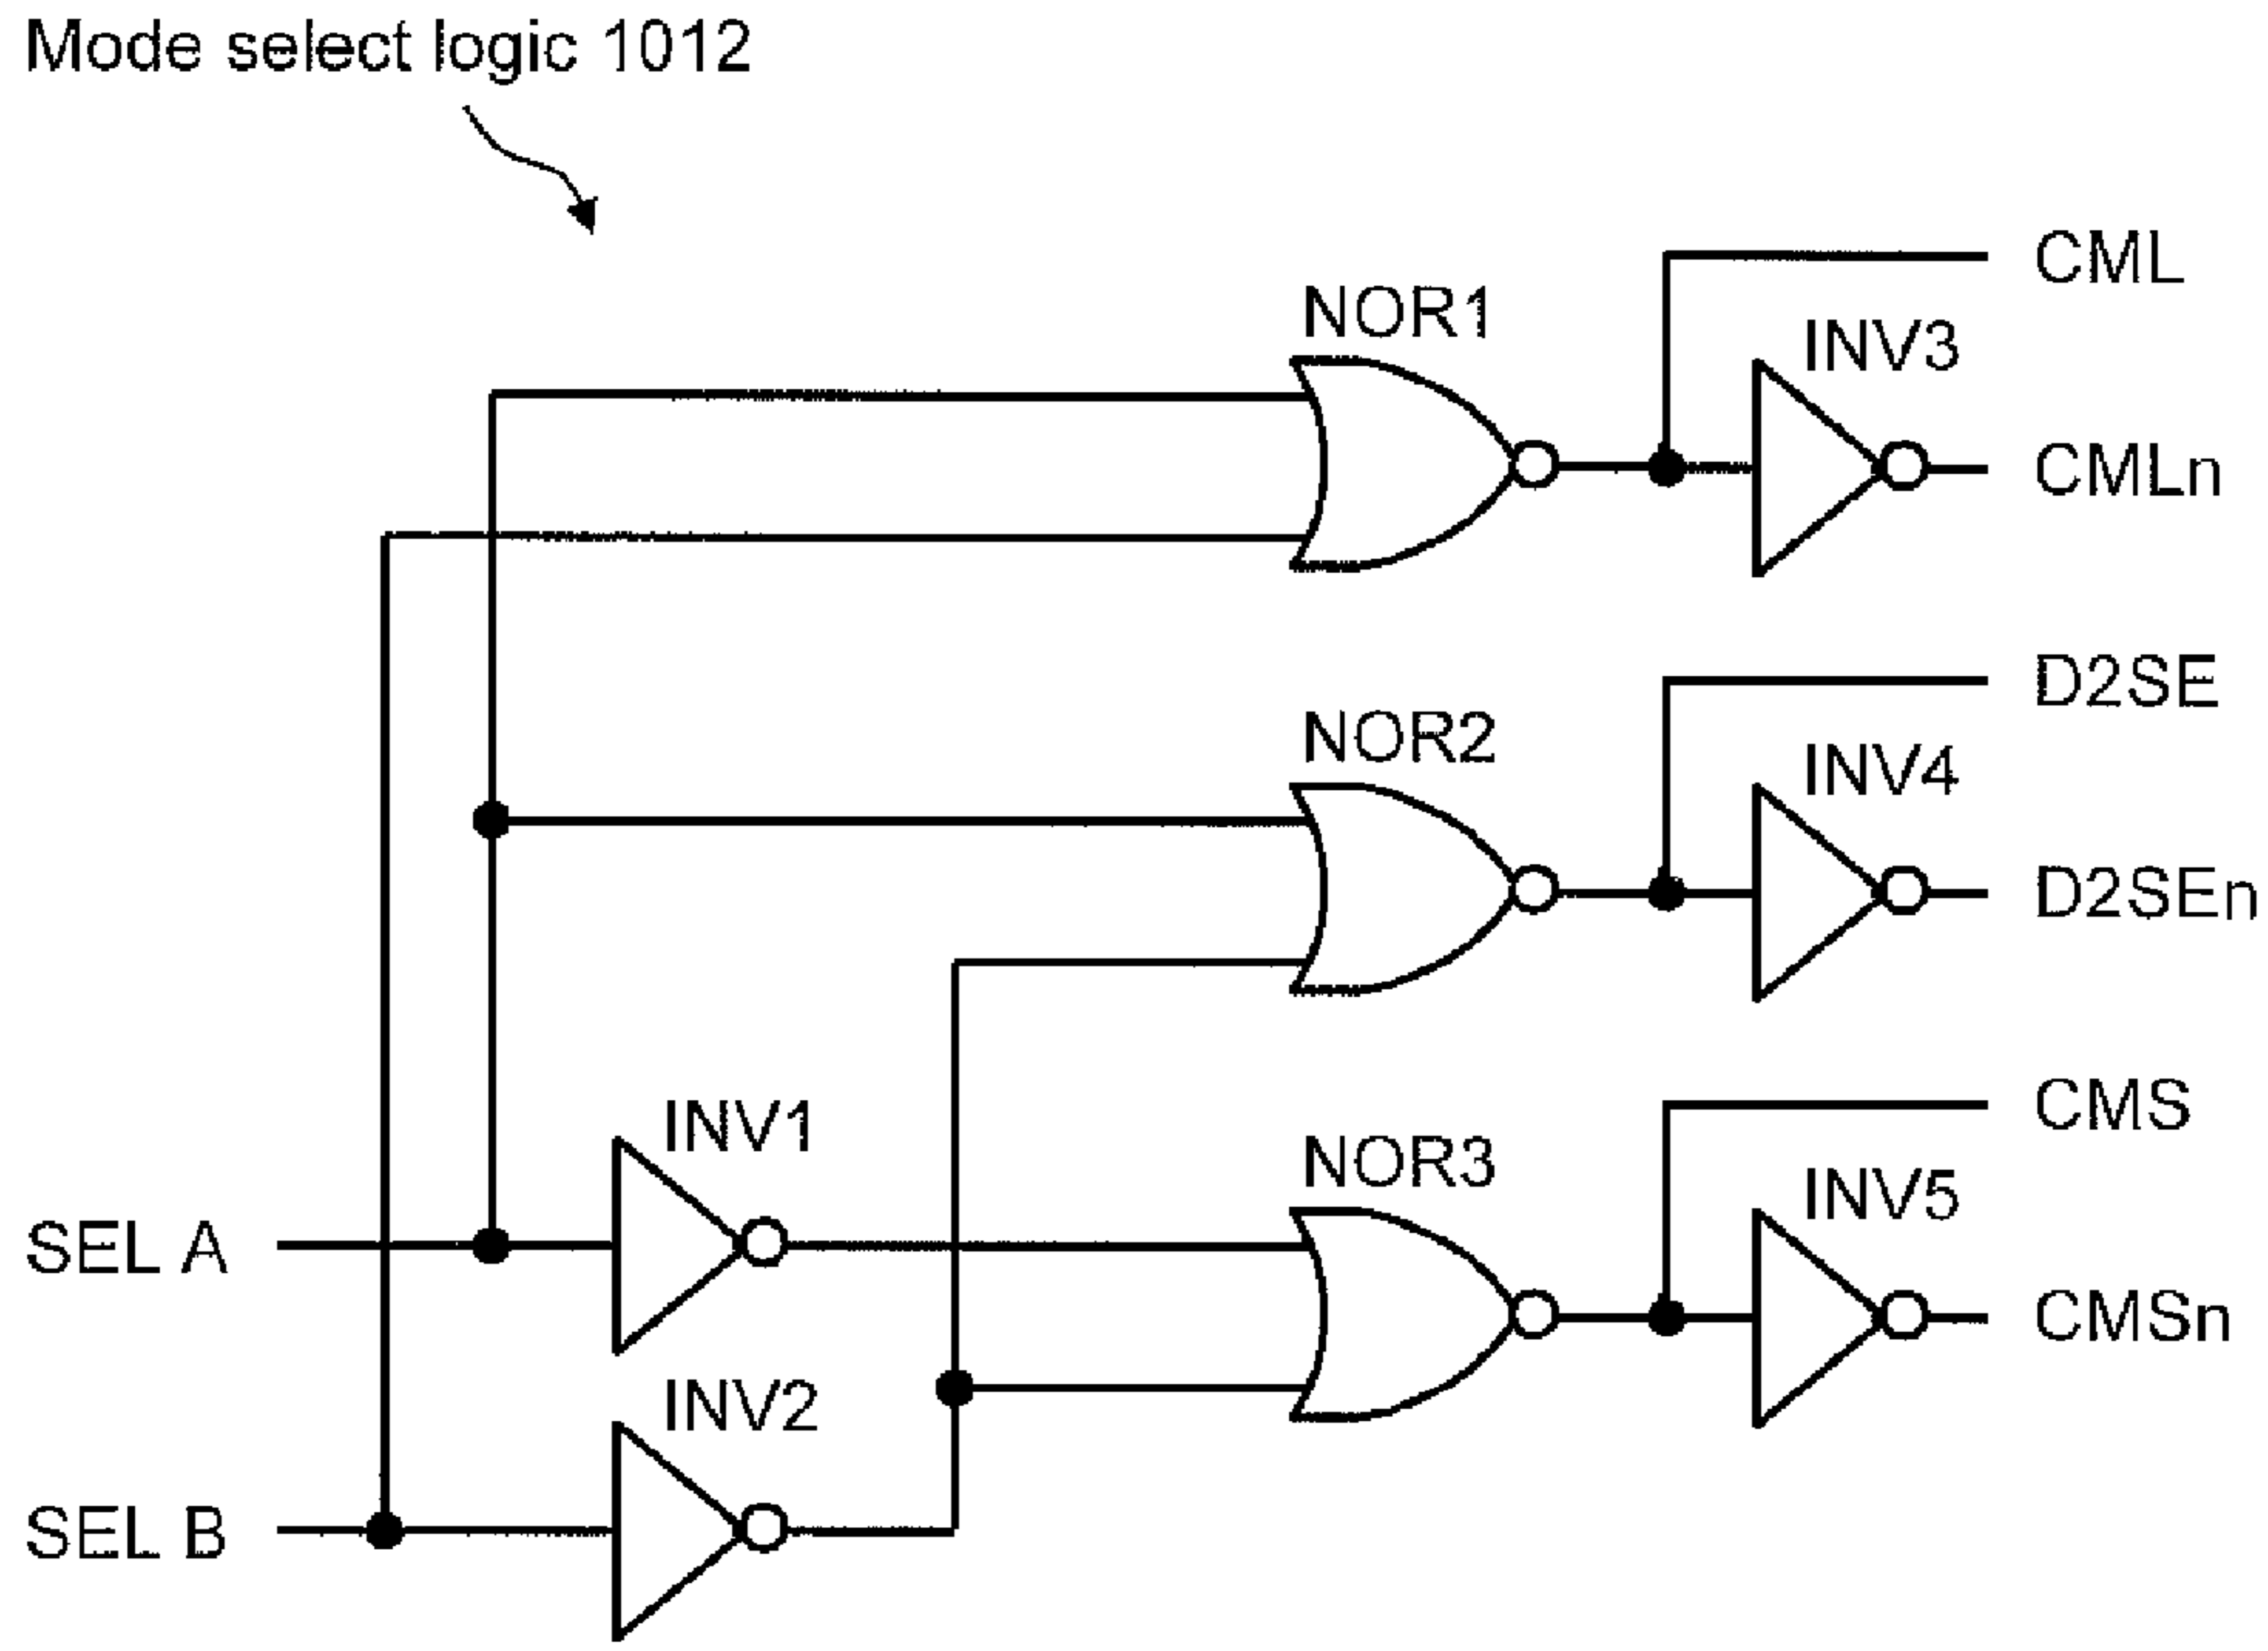 Mode select logic 1012
CML
NOR1
INV3
CMLn
D2SE
NOR2
INV4
D2SEn
CMS
INV1
NOR3
INV5
SEL A
CMSn
INV2
SEL B